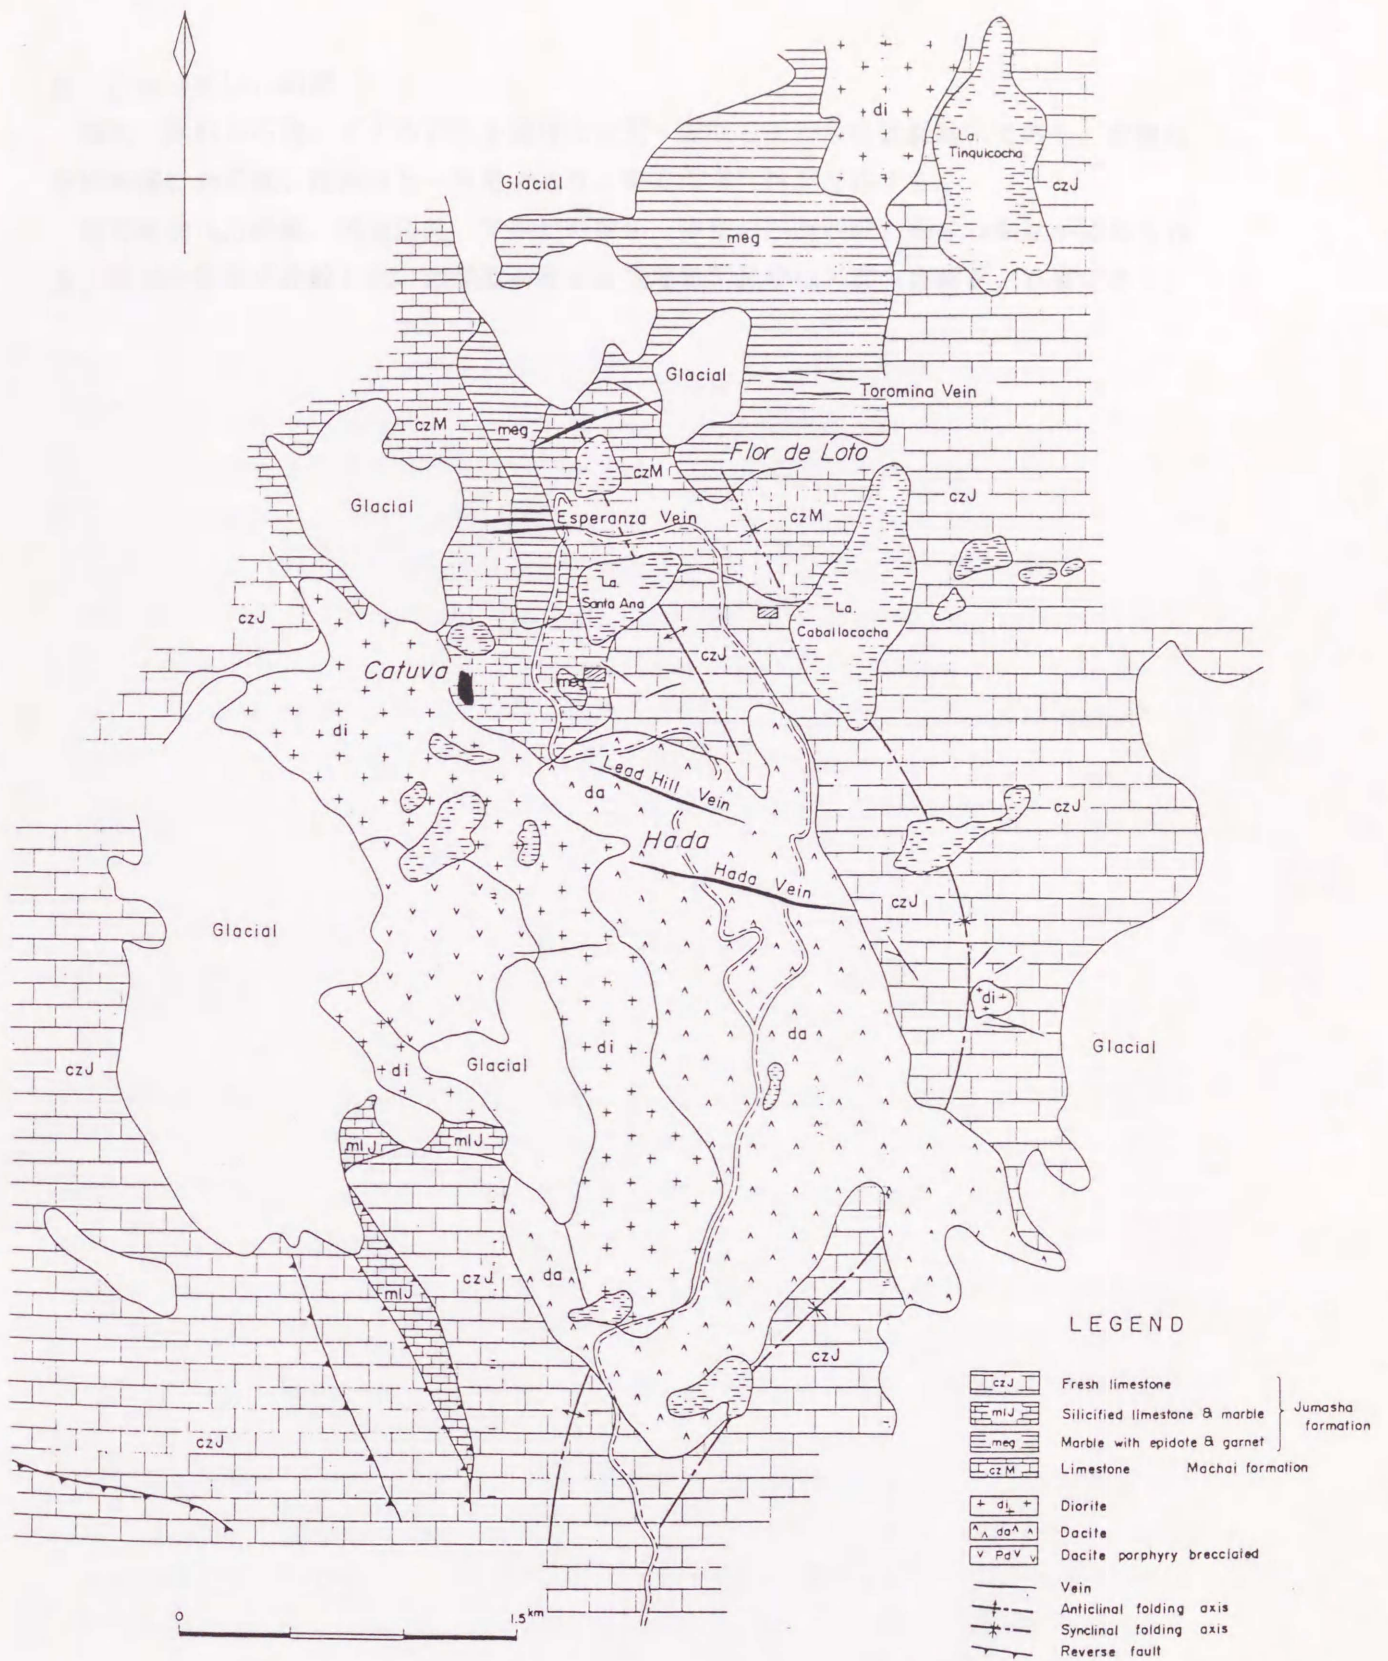 di
La.
Tinquicocha
Glacial
czJ
meg
Glacial
Toromina Vein
czM
meg
Flor de Loto
czM
czJ
Glacial
Esperanza Vein
czM
La.
Santa Ana
La.
Caballococha
czJ
czJ
Catuva
meg
di
Lead Hill Vein
da
czJ
Hada
Hada Vein
czJ
Glacial
di
Glacial
di
da
Glacial
czJ
di
mlJ
mlJ
czJ
da
mlJ
czJ
czJ
LEGEND
czJ Fresh limestone
mlJ Silicified limestone & marble
Jumasha
formation
meg Marble with epidote & garnet
czM Limestone Machai formation
di Diorite
da Dacite
Pd Dacite porphyry brecciated
Vein
Anticlinal folding axis
Synclinal folding axis
Reverse fault
0 1.5 km